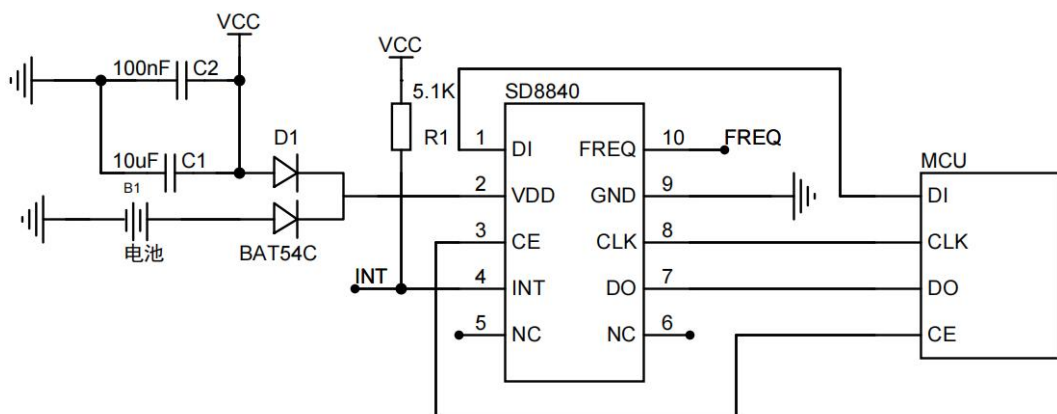 VCC
100nF C2
VCC
5.1K
SD8840
R1
D1
1 DI FREQ 10 FREQ
MCU
10uF C1
B1
2 VDD GND 9
DI
电池
BAT54C
3 CE CLK 8
CLK
INT
4 INT DO 7
DO
5 NC NC 6
CE